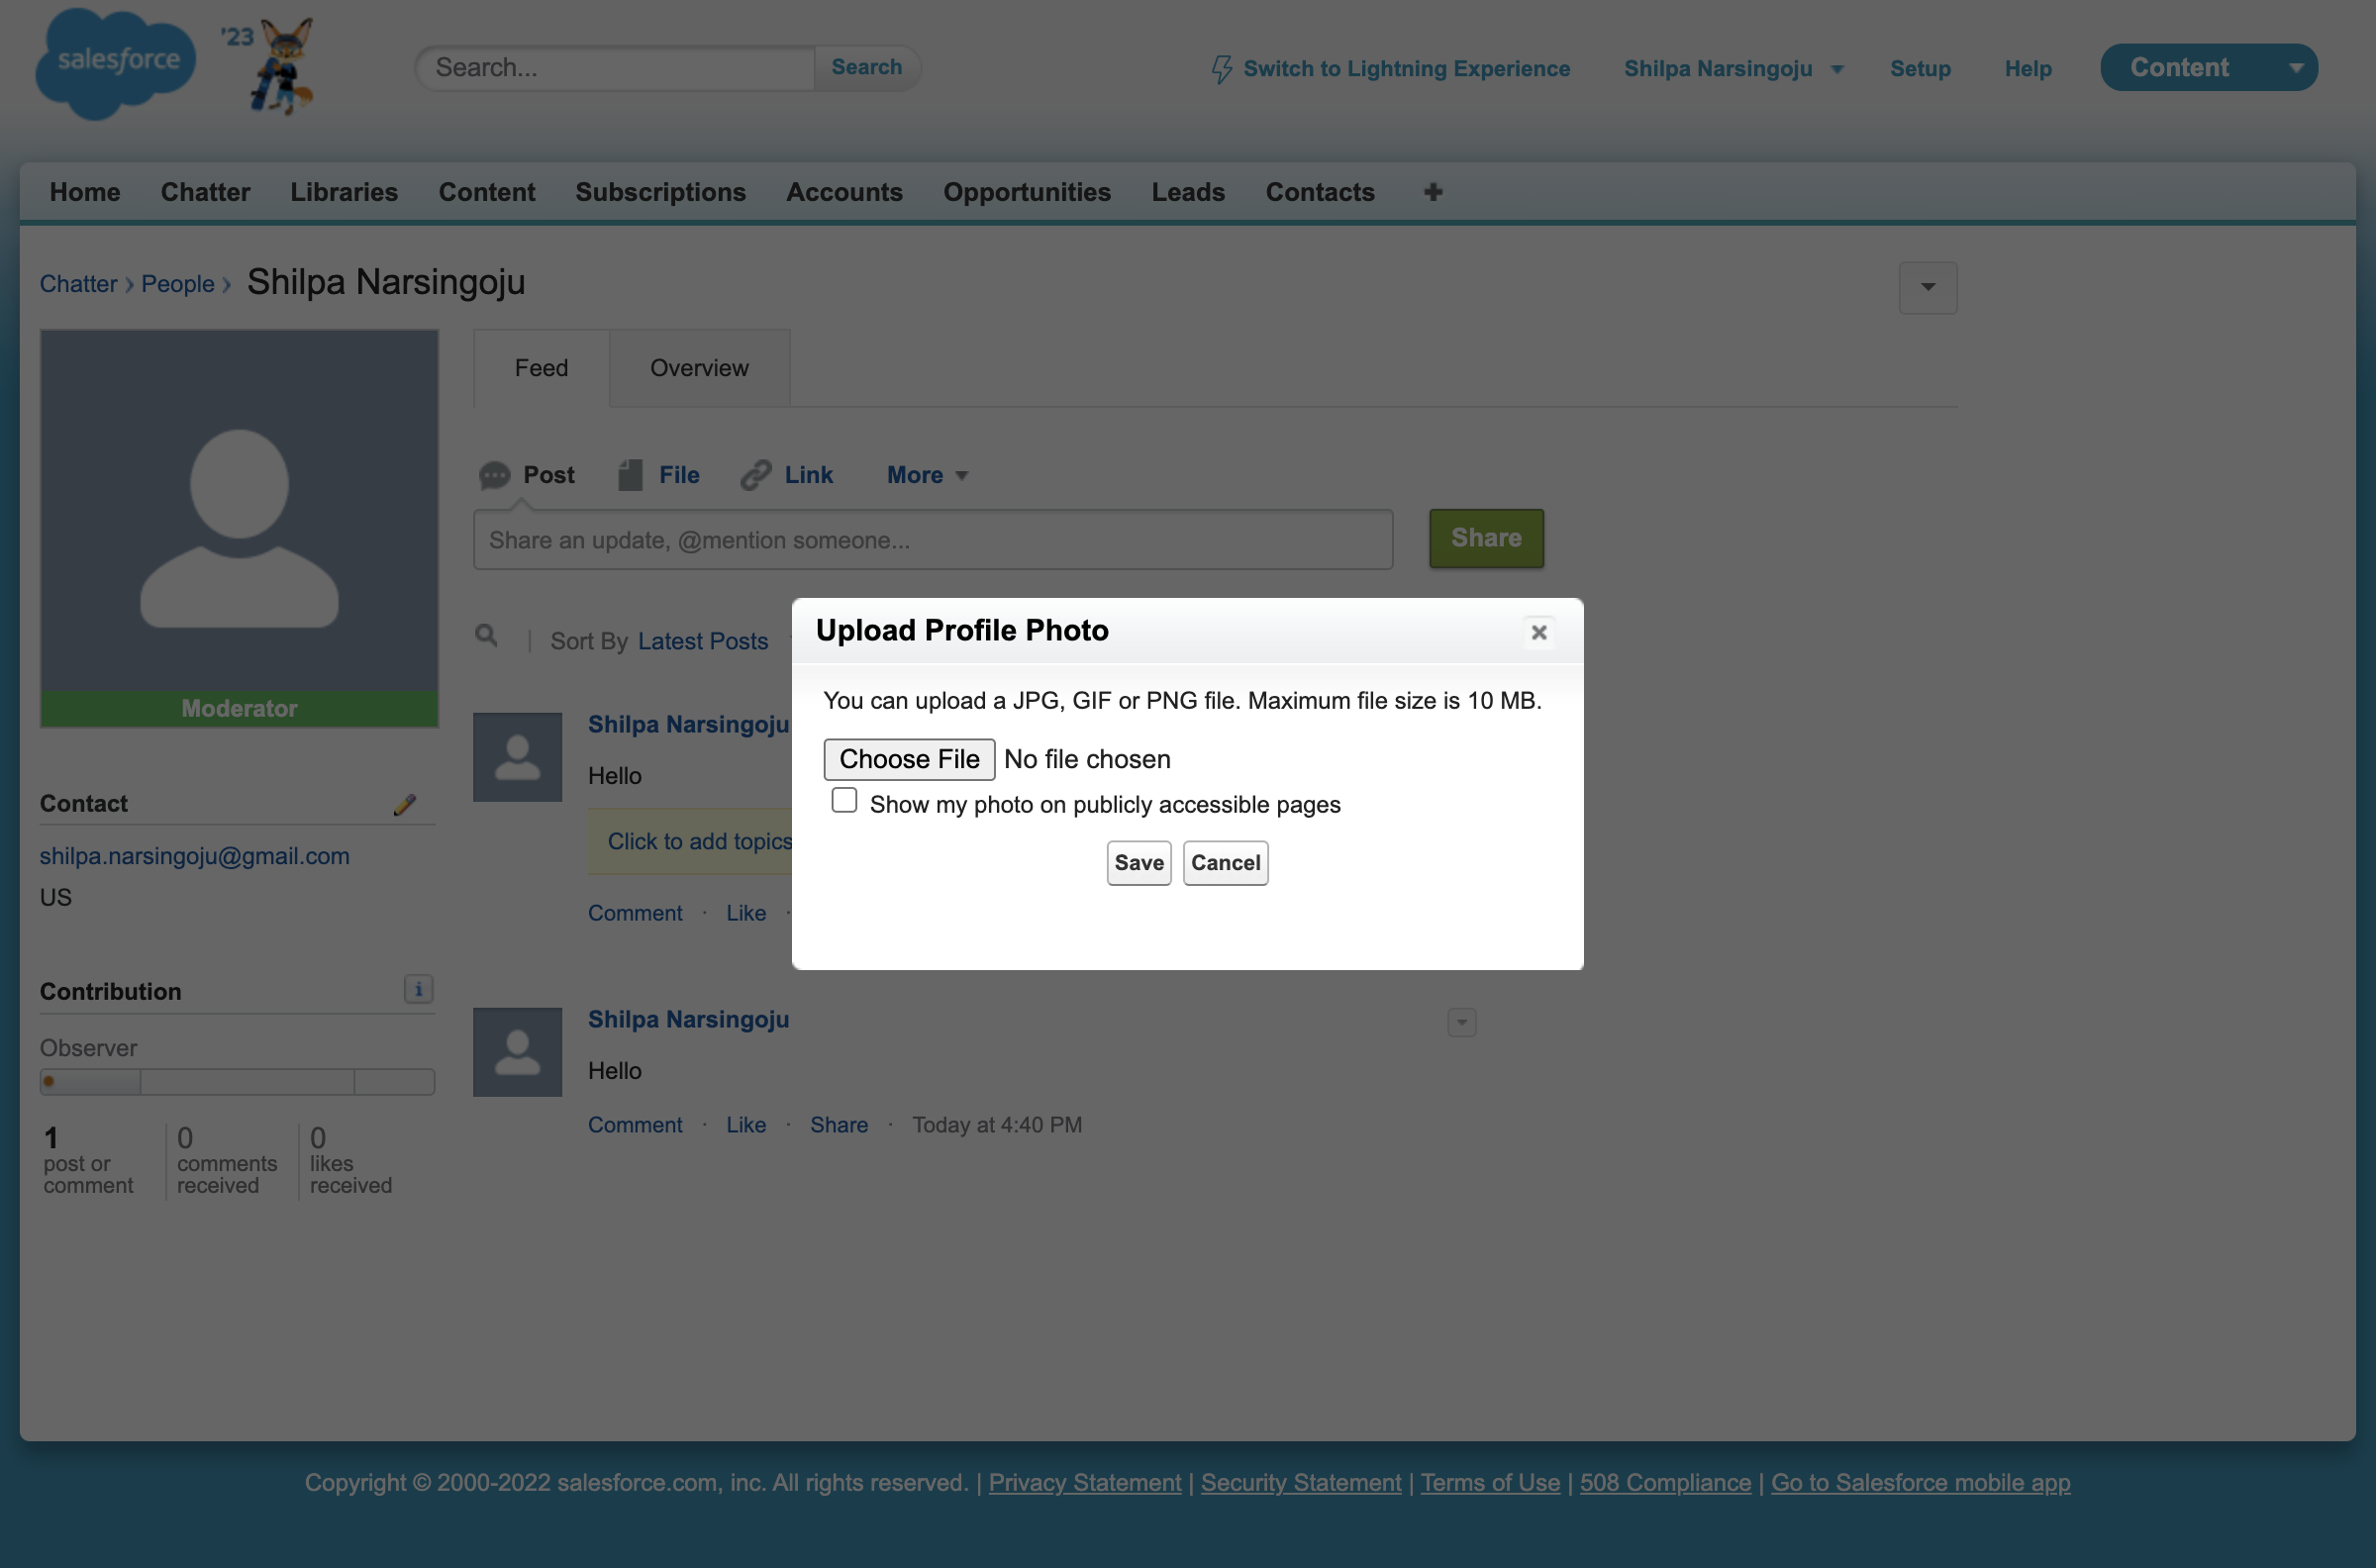 salesforce
'23
Search...
Search
Switch to Lightning Experience
Shilpa Narsingoju
Setup
Help
Content
Home
Chatter
Libraries
Content
Subscriptions
Accounts
Opportunities
Leads
Contacts
Chatter › People › Shilpa Narsingoju
Moderator
Contact
shilpa.narsingoju@gmail.com
US
Contribution
i
Observer
1 post or comment
0 comments received
0 likes received
Feed
Overview
Post
File
Link
More
Share an update, @mention someone...
Share
Sort By Latest Posts
Shilpa Narsingoju
Hello
Click to add topics
Comment · Like ·
Shilpa Narsingoju
Hello
Comment · Like · Share · Today at 4:40 PM
Upload Profile Photo
You can upload a JPG, GIF or PNG file. Maximum file size is 10 MB.
Choose File No file chosen
Show my photo on publicly accessible pages
Save
Cancel
Copyright © 2000-2022 salesforce.com, inc. All rights reserved. | Privacy Statement | Security Statement | Terms of Use | 508 Compliance | Go to Salesforce mobile app